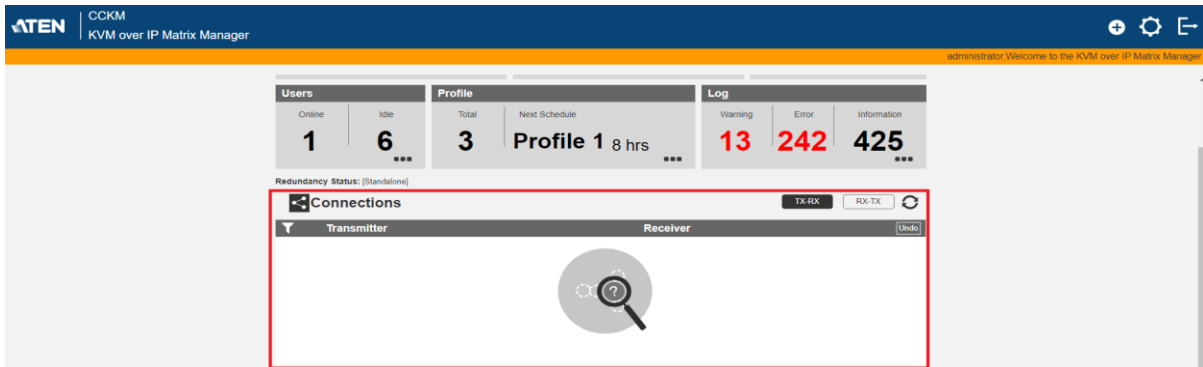 ATEN
CCKM
KVM over IP Matrix Manager
administrator,Welcome to the KVM over IP Matrix Manager
Users Profile Log
Online Idle Total Next Schedule Warning Error Information
1 6 3 Profile 1 8 hrs 13 242 425
Redundancy Status: [Standalone]
Connections TX-RX RX-TX
Transmitter Receiver Undo
?